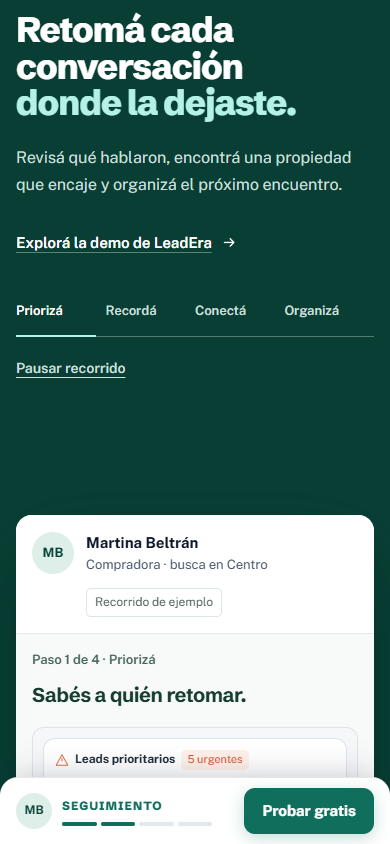 Retomá cada
conversación
donde la dejaste.
Revisá qué hablaron, encontrá una propiedad
que encaje y organizá el próximo encuentro.
Explorá la demo de LeadEra →
Priorizá Recordá Conectá Organizá
Pausar recorrido
MB Martina Beltrán
Compradora · busca en Centro
Recorrido de ejemplo
Paso 1 de 4 · Priorizá
Sabés a quién retomar.
Leads prioritarios 5 urgentes
MB SEGUIMIENTO Probar gratis